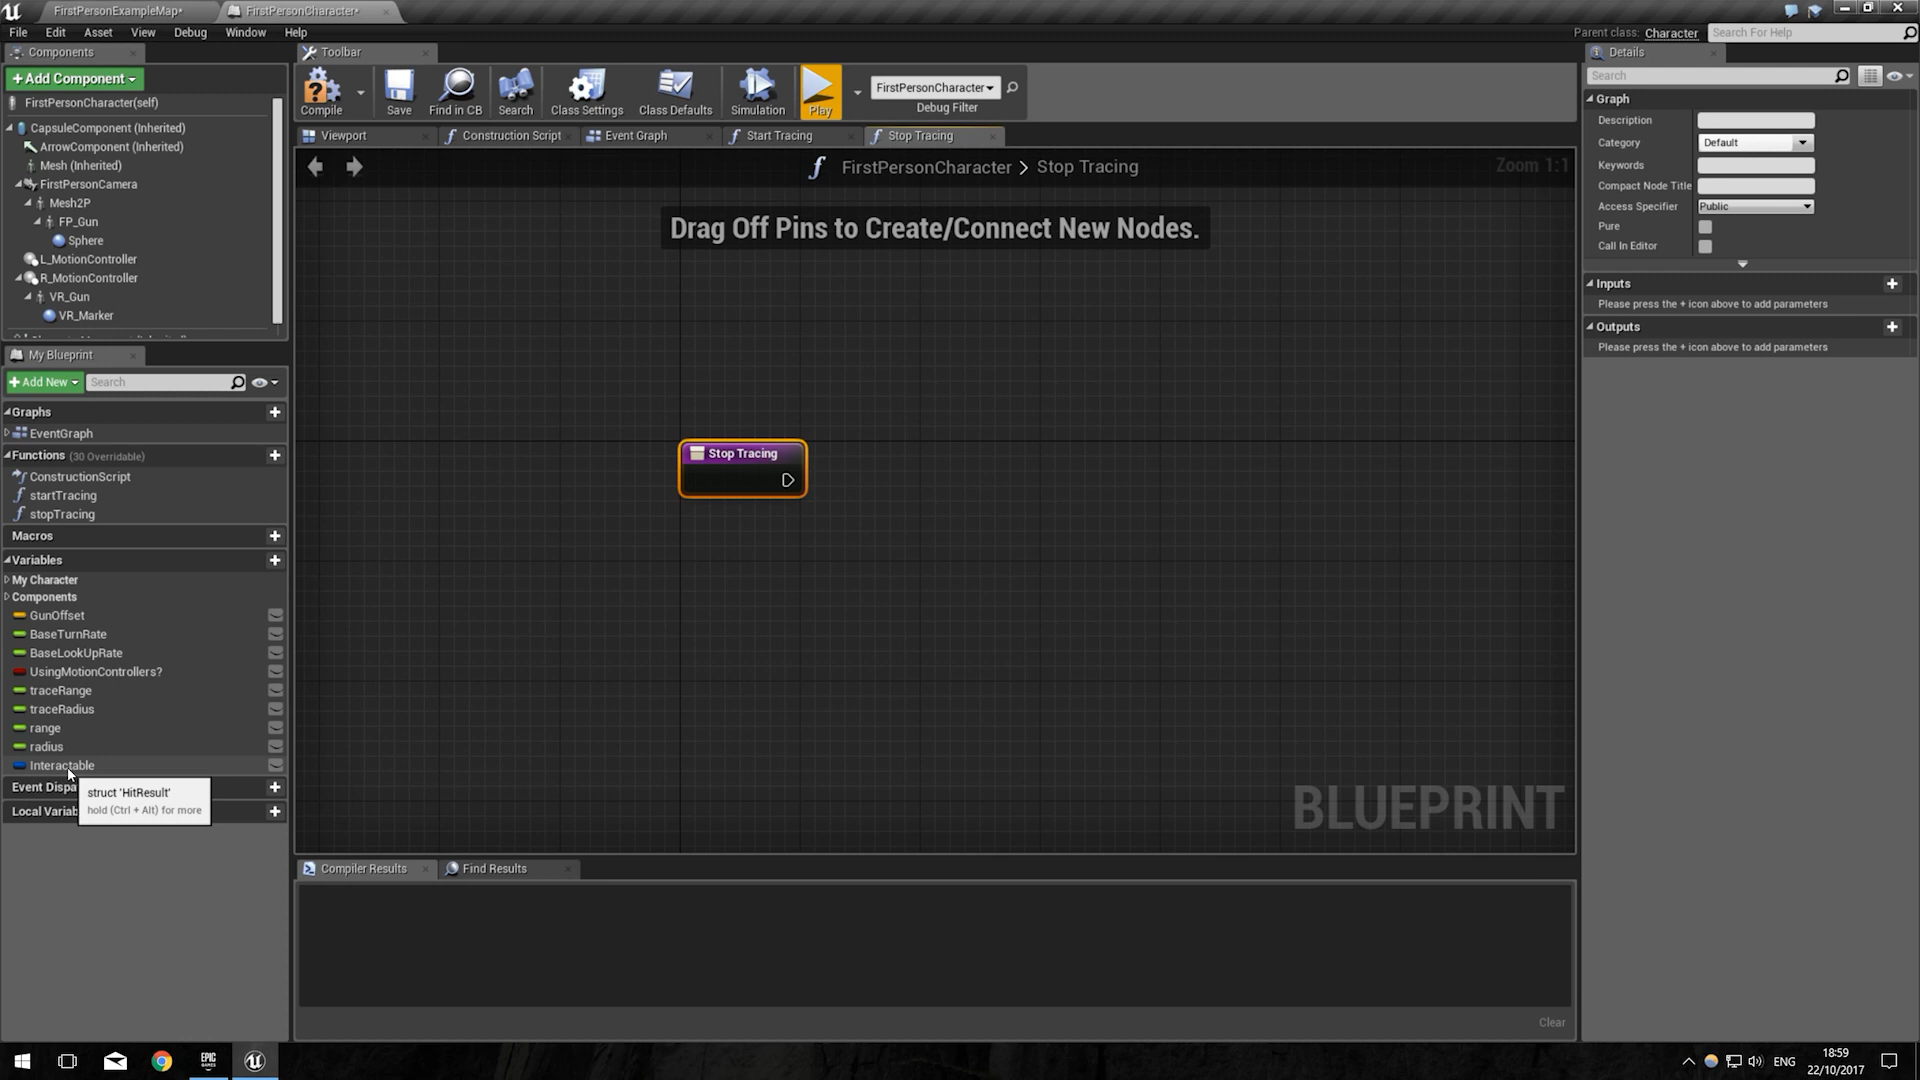 FirstPersonExampleMap*
FirstPersonCharacter*
File Edit Asset View Debug Window Help
Parent class: Character
Search For Help
Components
Toolbar
Details
+Add Component
Compile
Save
Find in CB
Search
Class Settings
Class Defaults
Simulation
Play
FirstPersonCharacter
Debug Filter
Search
FirstPersonCharacter(self)
CapsuleComponent (Inherited)
ArrowComponent (Inherited)
Mesh (Inherited)
FirstPersonCamera
Mesh2P
FP_Gun
Sphere
L_MotionController
R_MotionController
VR_Gun
VR_Marker
Viewport
Construction Script
Event Graph
Start Tracing
Stop Tracing
FirstPersonCharacter > Stop Tracing
Zoom 1:1
Drag Off Pins to Create/Connect New Nodes.
Stop Tracing
BLUEPRINT
Graph
Description
Category
Default
Keywords
Compact Node Title
Access Specifier
Public
Pure
Call In Editor
Inputs
Please press the + icon above to add parameters
Outputs
Please press the + icon above to add parameters
My Blueprint
+Add New
Search
Graphs
EventGraph
Functions (30 Overridable)
ConstructionScript
startTracing
stopTracing
Macros
Variables
My Character
Components
GunOffset
BaseTurnRate
BaseLookUpRate
UsingMotionControllers?
traceRange
traceRadius
range
radius
Interactable
Event Dispa
Local Variab
struct 'HitResult'
hold (Ctrl + Alt) for more
Compiler Results
Find Results
Clear
EPIC
GAMES
ENG
18:59
22/10/2017